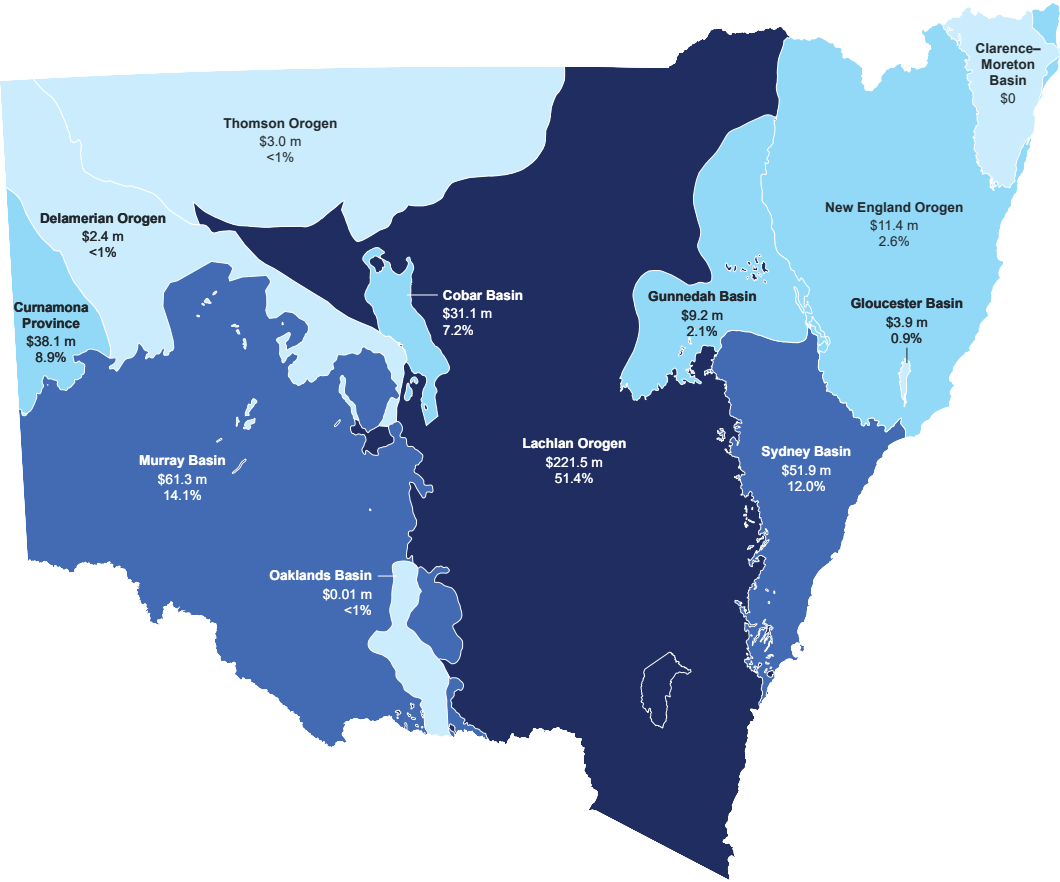 Clarence–
Moreton
Basin
$0
Thomson Orogen
$3.0 m
<1%
Delamerian Orogen
$2.4 m
<1%
New England Orogen
$11.4 m
2.6%
Curnamona
Province
$38.1 m
8.9%
Cobar Basin
$31.1 m
7.2%
Gunnedah Basin
$9.2 m
2.1%
Gloucester Basin
$3.9 m
0.9%
Murray Basin
$61.3 m
14.1%
Lachlan Orogen
$221.5 m
51.4%
Sydney Basin
$51.9 m
12.0%
Oaklands Basin
$0.01 m
<1%